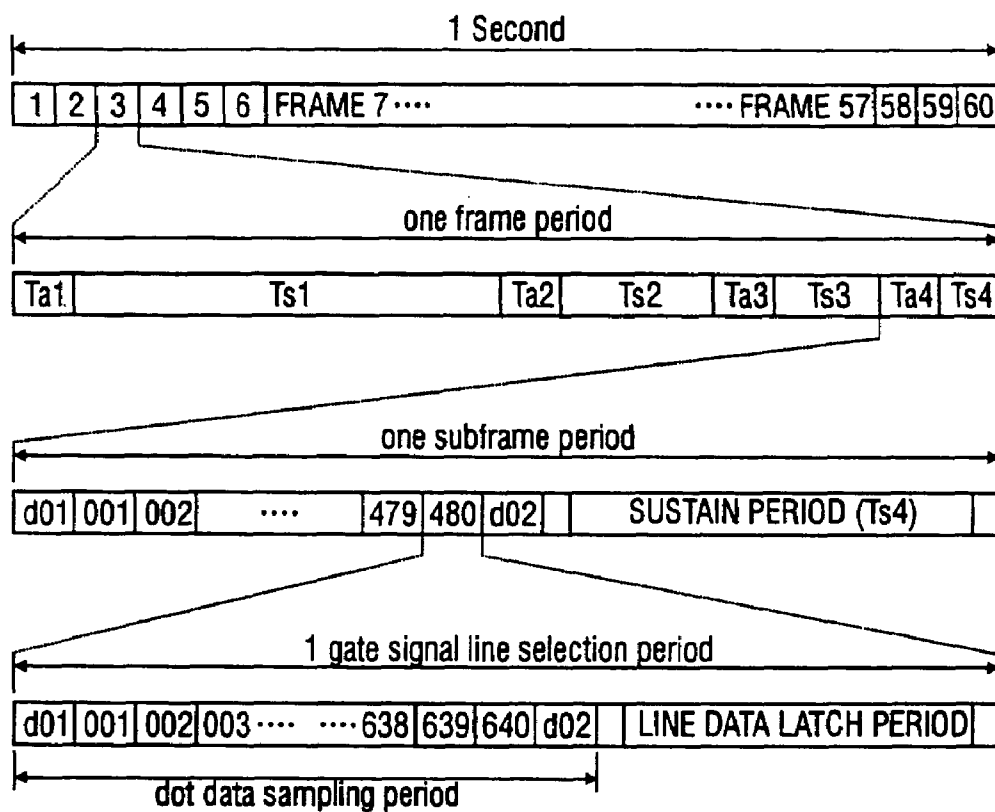 1 Second
1 2 3 4 5 6 FRAME 7 ···· ···· FRAME 57 58 59 60
one frame period
Ta1 Ts1 Ta2 Ts2 Ta3 Ts3 Ta4 Ts4
one subframe period
d01 001 002 ···· 479 480 d02 SUSTAIN PERIOD (Ts4)
1 gate signal line selection period
d01 001 002 003 ···· ···· 638 639 640 d02 LINE DATA LATCH PERIOD
dot data sampling period